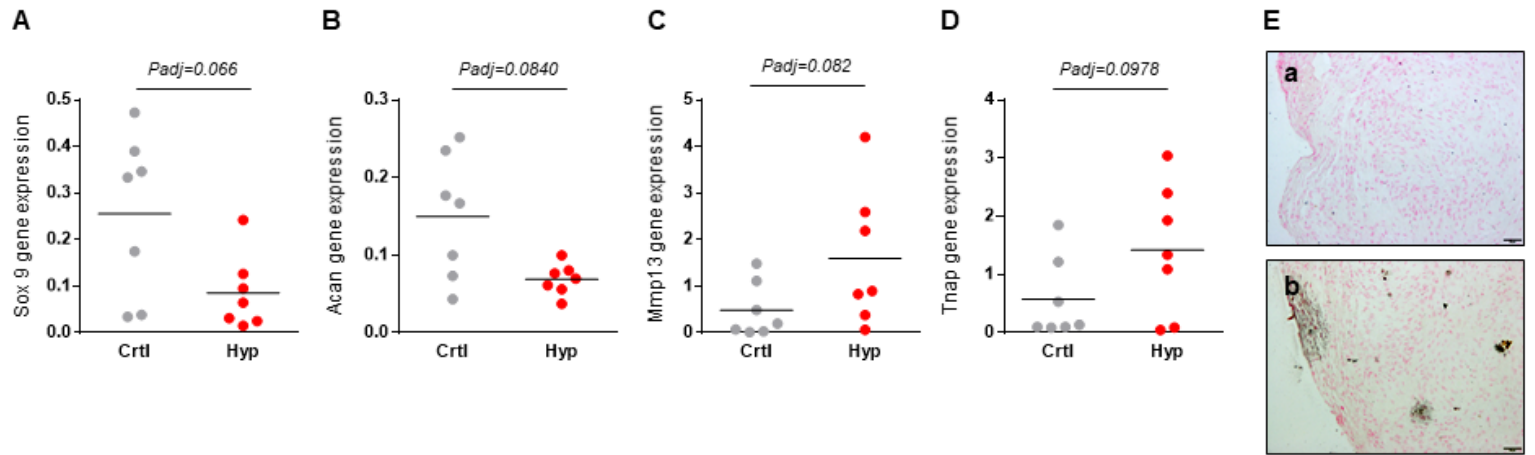 A
B
C
D
E
Padj=0.066
Sox 9 gene expression
0.5
0.4
0.3
0.2
0.1
0.0
Crtl
Hyp
Padj=0.0840
Acan gene expression
0.3
0.2
0.1
0.0
Crtl
Hyp
Padj=0.082
Mmp13 gene expression
5
4
3
2
1
0
Crtl
Hyp
Padj=0.0978
Tnap gene expression
4
3
2
1
0
Crtl
Hyp
a
b